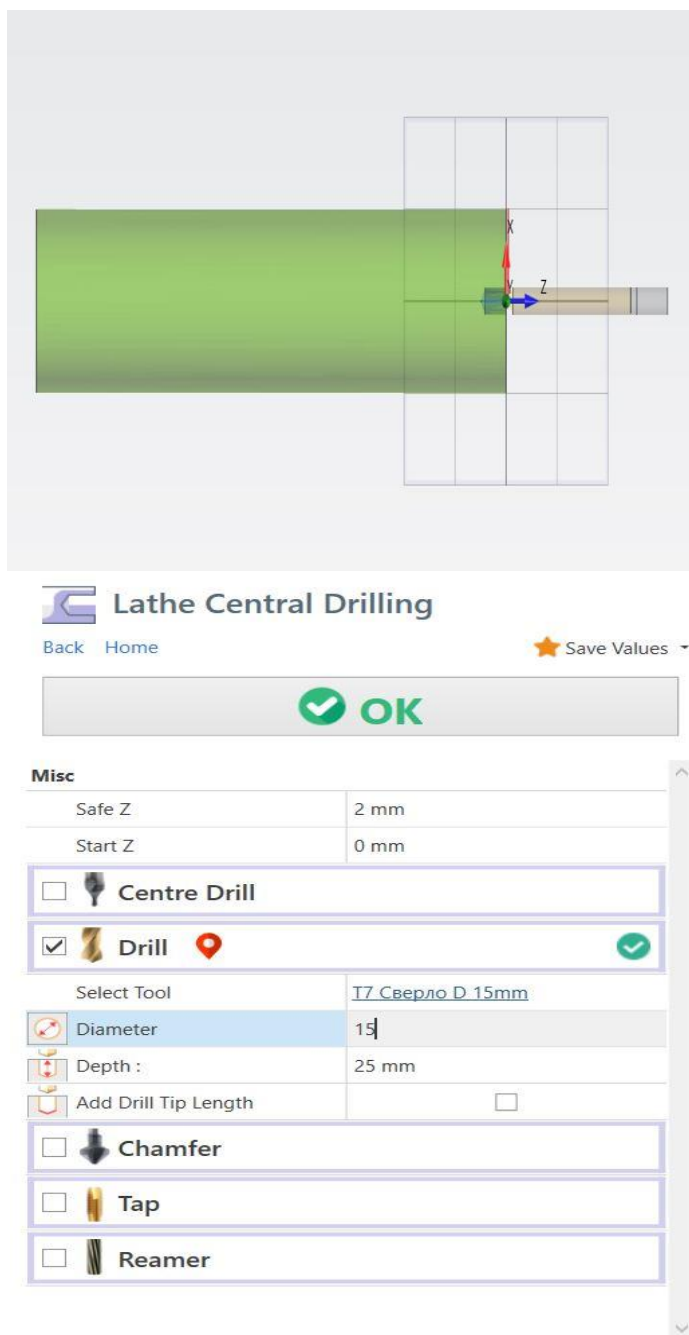 X
Y
Z
Lathe Central Drilling
Back Home Save Values
OK
Misc
Safe Z 2 mm
Start Z 0 mm
Centre Drill
Drill
Select Tool T7 Сверло D 15mm
Diameter 15
Depth : 25 mm
Add Drill Tip Length
Chamfer
Tap
Reamer